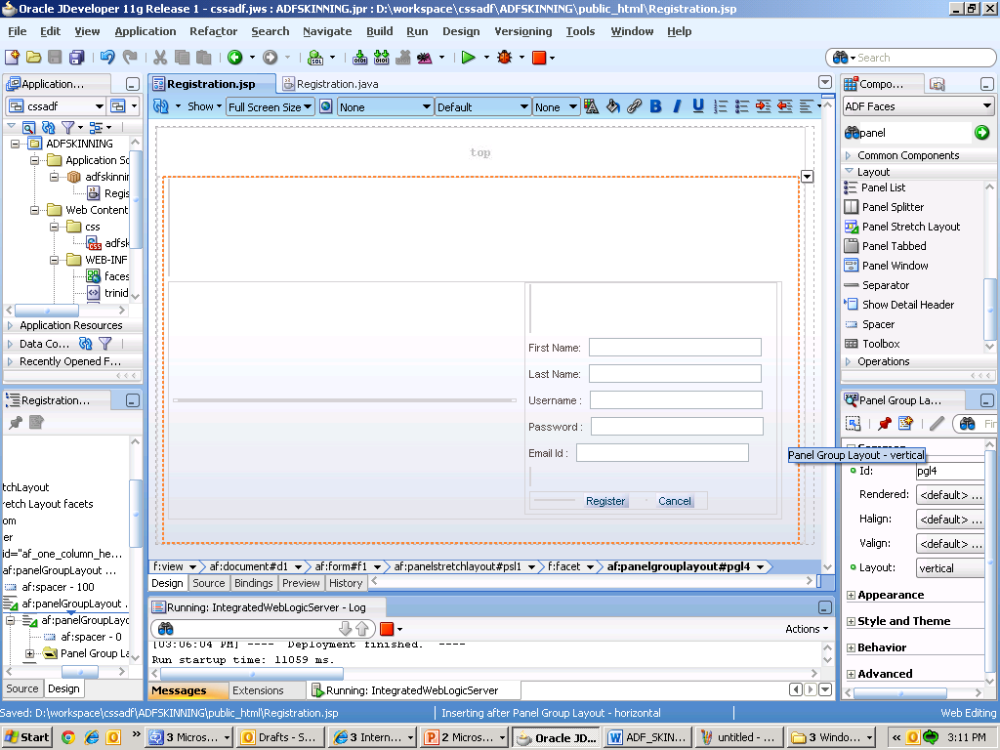 Oracle JDeveloper 11g Release 1 - cssadf.jws : ADFSKINNING.jpr : D:\workspace\cssadf\ADFSKINNING\public_html\Registration.jsp
File Edit View Application Refactor Search Navigate Build Run Design Versioning Tools Window Help
Search
Application...
cssadf
ADFSKINNING
Application So
adfskinnin
Regis
Web Content
css
adfsk
WEB-INF
faces
trinid
Application Resources
Data Co...
Recently Opened F...
Registration...
tchLayout
retch Layout facets
om
er
id="af_one_column_he...
af:panelGroupLayout ...
af:spacer - 100
af:panelGroupLayout .
af:panelGroupLayo
af:spacer - 0
Panel Group La
Source Design
Registration.jsp
Registration.java
Show Full Screen Size None Default None
top
First Name:
Last Name:
Username :
Password :
Email Id :
Register Cancel
f:view af:document#d1 af:form#f1 af:panelstretchlayout#psl1 f:facet af:panelgrouplayout#pgl4
Design Source Bindings Preview History
Running: IntegratedWebLogicServer - Log
Actions
[03:06:04 PM] ---- Deployment finished. ----
Run startup time: 11059 ms.
Messages Extensions Running: IntegratedWebLogicServer
Compo...
ADF Faces
panel
Common Components
Layout
Panel List
Panel Splitter
Panel Stretch Layout
Panel Tabbed
Panel Window
Separator
Show Detail Header
Spacer
Toolbox
Operations
Panel Group La...
Fin
Common
Panel Group Layout - vertical
Id: pgl4
Rendered: <default> ...
Halign: <default> ...
Valign: <default> ...
Layout: vertical
Appearance
Style and Theme
Behavior
Advanced
Saved: D:\workspace\cssadf\ADFSKINNING\public_html\Registration.jsp
Inserting after Panel Group Layout - horizontal
Web Editing
Start
3 Micros...
Drafts - S...
3 Intern...
2 Micros...
Oracle JD...
ADF_SKIN...
untitled - ...
3 Windo...
3:11 PM